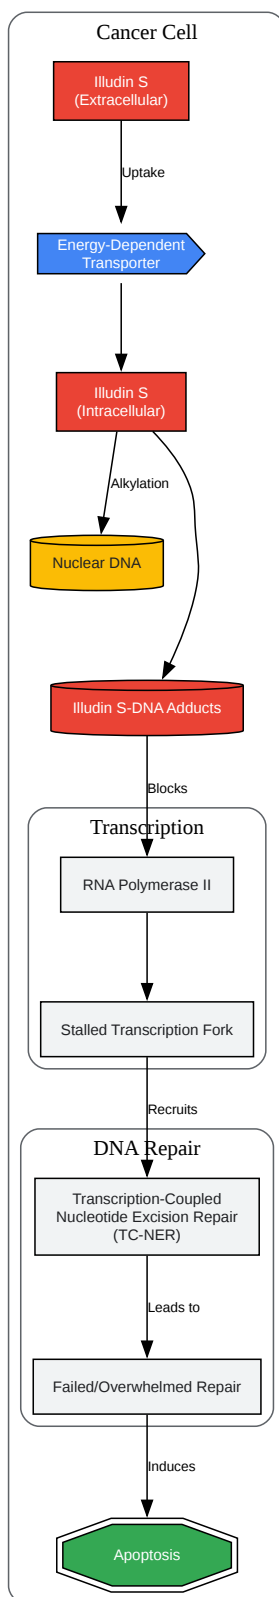 Cancer Cell
Illudin S
(Extracellular)
Uptake
Energy-Dependent
Transporter
Illudin S
(Intracellular)
Alkylation
Nuclear DNA
Illudin S-DNA Adducts
Blocks
Transcription
RNA Polymerase II
Stalled Transcription Fork
Recruits
DNA Repair
Transcription-Coupled
Nucleotide Excision Repair
(TC-NER)
Leads to
Failed/Overwhelmed Repair
Induces
Apoptosis